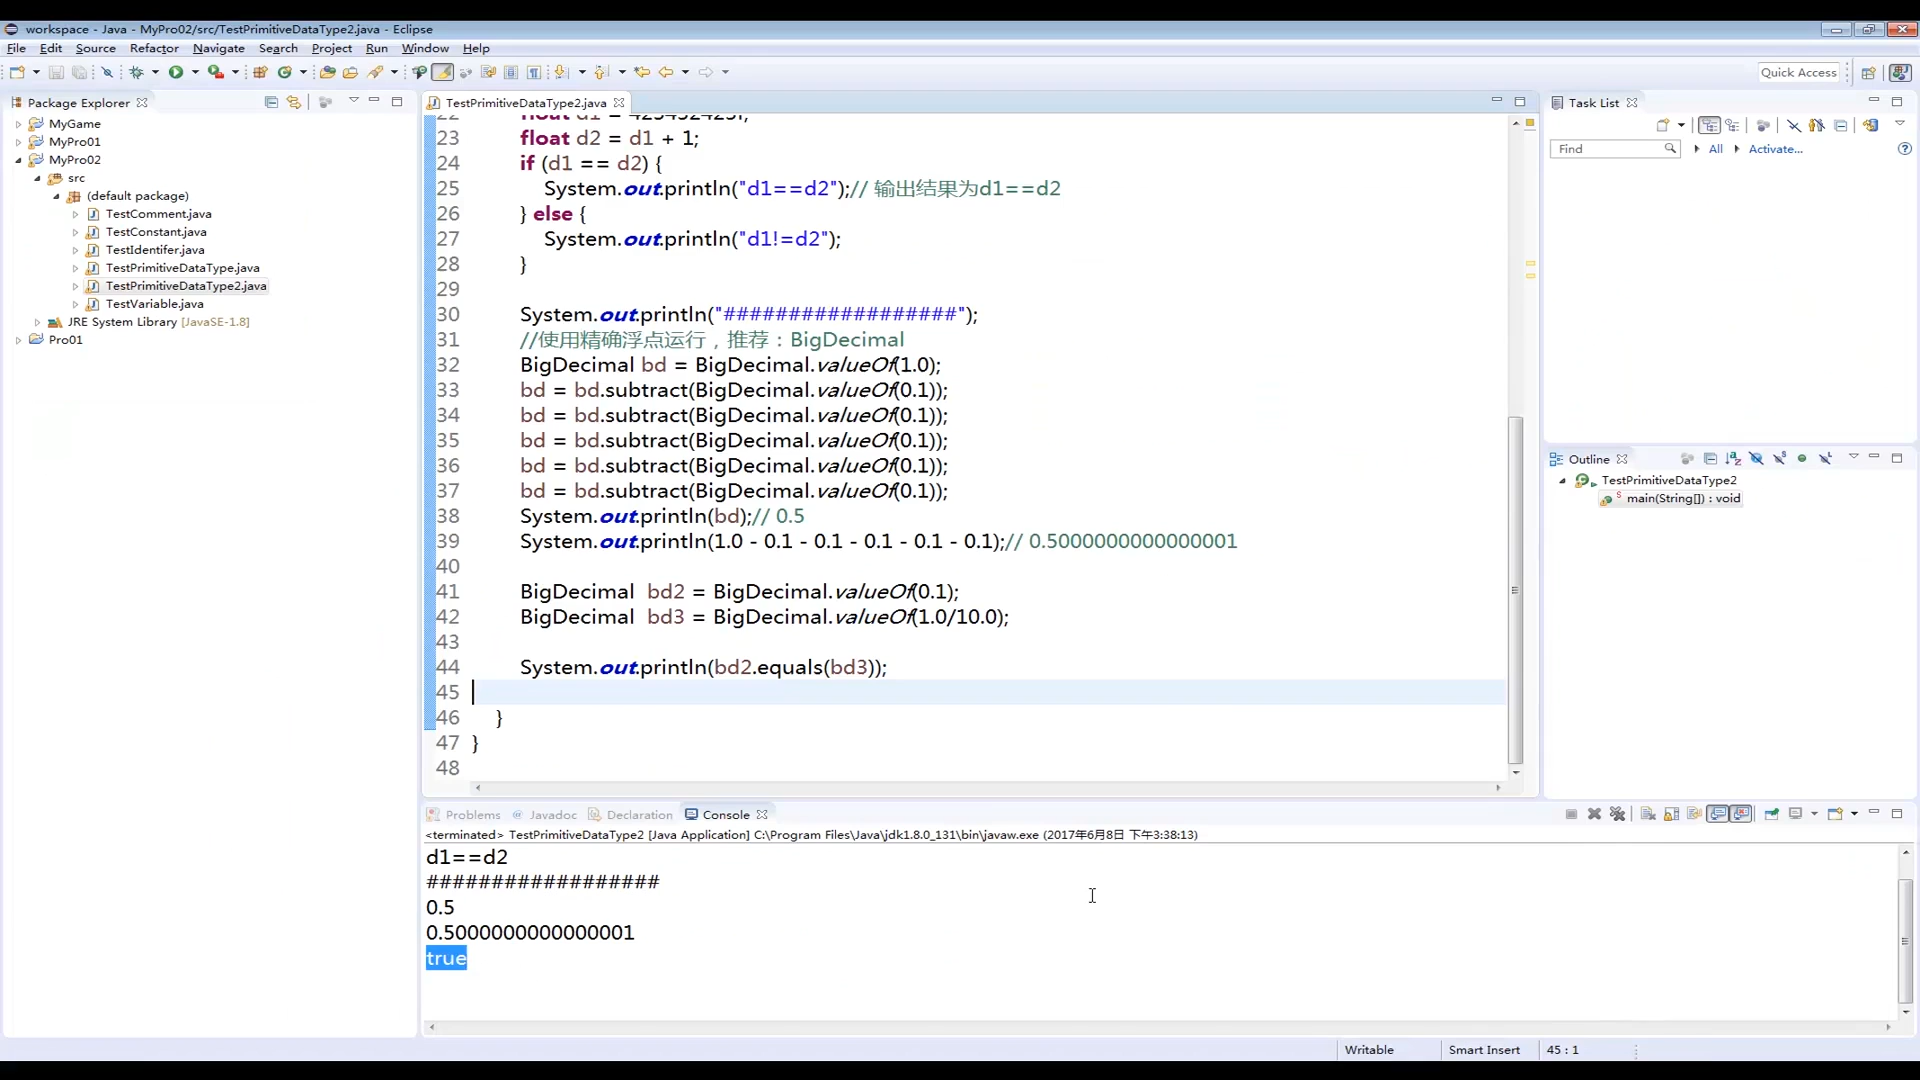 workspace - Java - MyPro02/src/TestPrimitiveDataType2.java - Eclipse
File Edit Source Refactor Navigate Search Project Run Window Help
Quick Access
Package Explorer
MyGame
MyPro01
MyPro02
src
(default package)
TestComment.java
TestConstant.java
TestIdentifer.java
TestPrimitiveDataType.java
TestPrimitiveDataType2.java
TestVariable.java
JRE System Library [JavaSE-1.8]
Pro01
TestPrimitiveDataType2.java
23 float d2 = d1 + 1;
24 if (d1 == d2) {
25 System.out.println("d1==d2");// 输出结果为d1==d2
26 } else {
27 System.out.println("d1!=d2");
28 }
29
30 System.out.println("##################");
31 //使用精确浮点运行，推荐：BigDecimal
32 BigDecimal bd = BigDecimal.valueOf(1.0);
33 bd = bd.subtract(BigDecimal.valueOf(0.1));
34 bd = bd.subtract(BigDecimal.valueOf(0.1));
35 bd = bd.subtract(BigDecimal.valueOf(0.1));
36 bd = bd.subtract(BigDecimal.valueOf(0.1));
37 bd = bd.subtract(BigDecimal.valueOf(0.1));
38 System.out.println(bd);// 0.5
39 System.out.println(1.0 - 0.1 - 0.1 - 0.1 - 0.1 - 0.1);// 0.5000000000000001
40
41 BigDecimal bd2 = BigDecimal.valueOf(0.1);
42 BigDecimal bd3 = BigDecimal.valueOf(1.0/10.0);
43
44 System.out.println(bd2.equals(bd3));
45
46 }
47 }
48
Task List
Find All Activate...
Outline
TestPrimitiveDataType2
main(String[]) : void
Problems @ Javadoc Declaration Console
<terminated> TestPrimitiveDataType2 [Java Application] C:\Program Files\Java\jdk1.8.0_131\bin\javaw.exe (2017年6月8日 下午3:38:13)
d1==d2
##################
0.5
0.5000000000000001
true
Writable Smart Insert 45 : 1